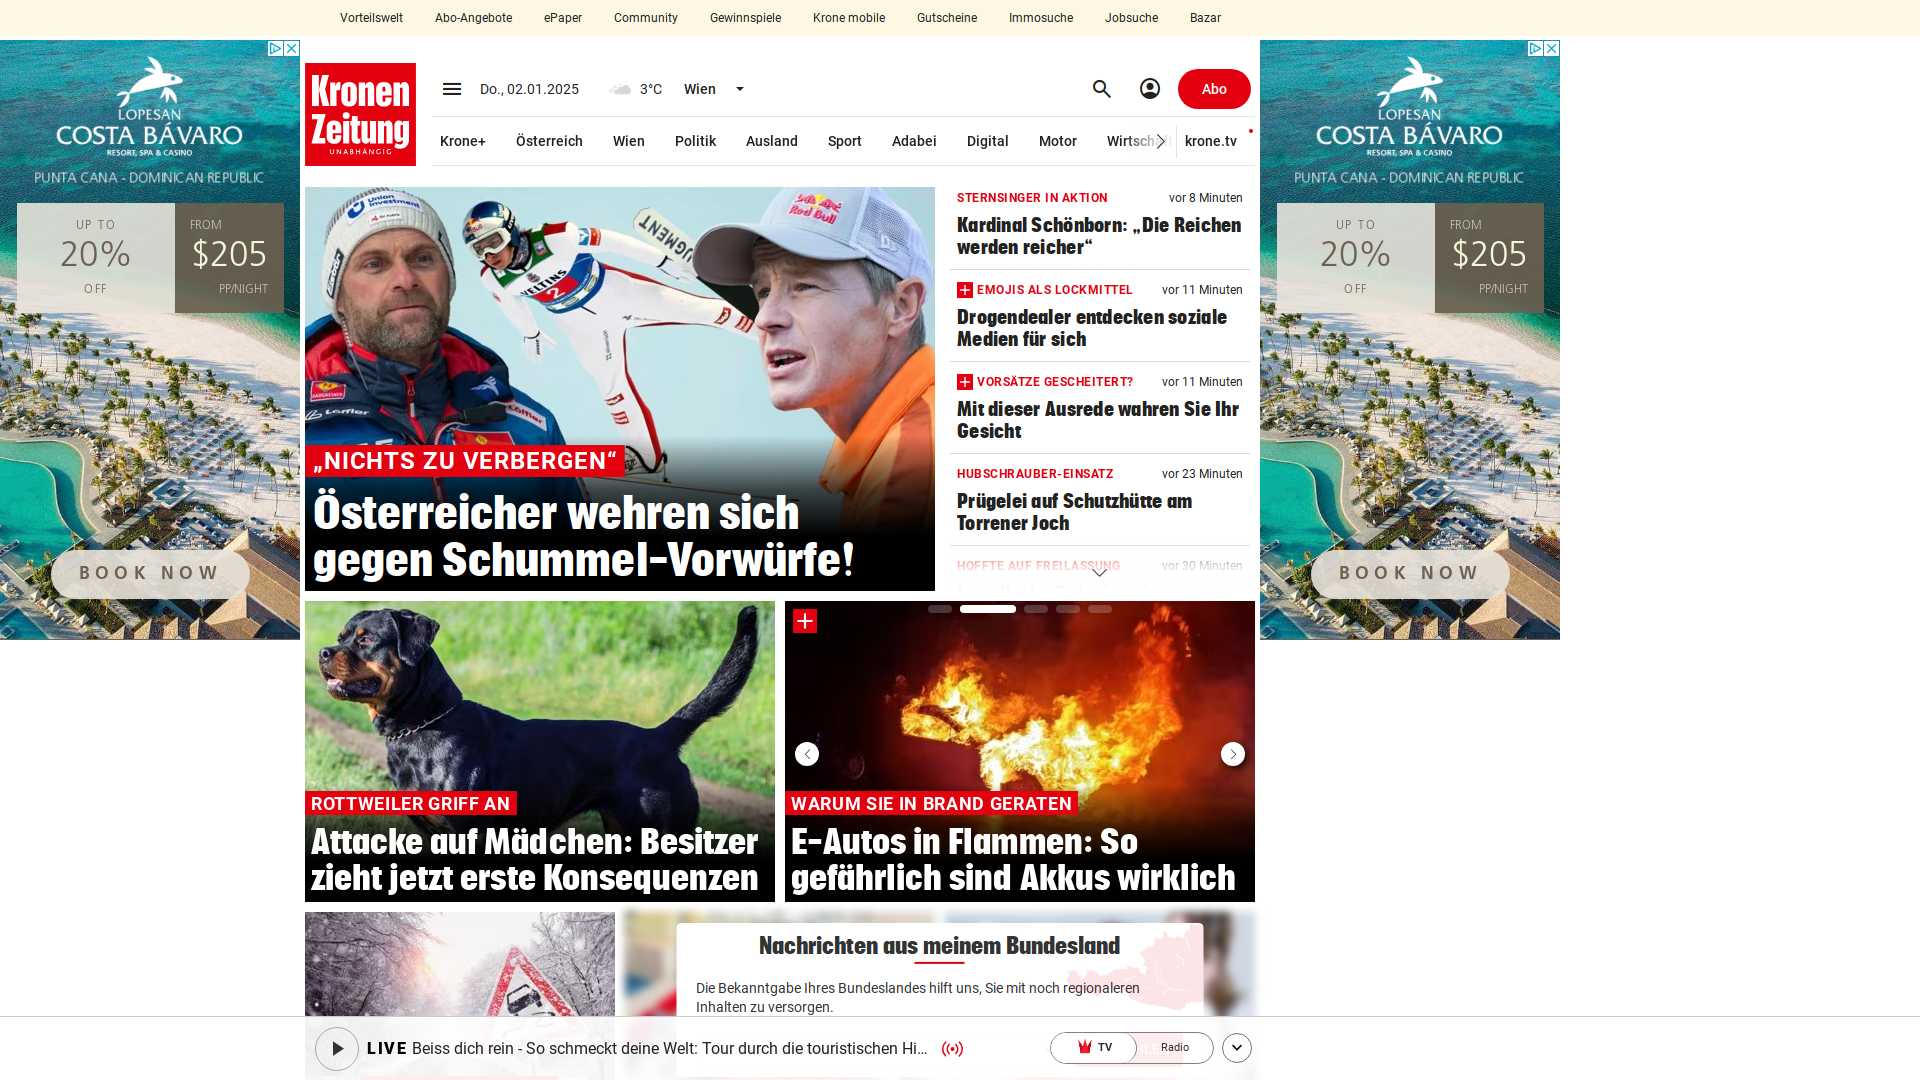 Vorteilswelt
Abo-Angebote
ePaper
Community
Gewinnspiele
Krone mobile
Gutscheine
Immosuche
Jobsuche
Bazar
LOPESAN
COSTA BÁVARO
RESORT, SPA & CASINO
PUNTA CANA - DOMINICAN REPUBLIC
UP TO
20%
OFF
FROM
$205
PP/NIGHT
BOOK NOW
Kronen
Zeitung
UNABHÄNGIG
Do., 02.01.2025
3°C
Wien
Abo
Krone+
Österreich
Wien
Politik
Ausland
Sport
Adabei
Digital
Motor
Wirtschaft
krone.tv
Union
Investment
Löffler
Löffler
VELTINS
AUGMENT
Red Bull
„NICHTS ZU VERBERGEN“
Österreicher wehren sich
gegen Schummel-Vorwürfe!
STERNSINGER IN AKTION
vor 8 Minuten
Kardinal Schönborn: „Die Reichen
werden reicher“
EMOJIS ALS LOCKMITTEL
vor 11 Minuten
Drogendealer entdecken soziale
Medien für sich
VORSÄTZE GESCHEITERT?
vor 11 Minuten
Mit dieser Ausrede wahren Sie Ihr
Gesicht
HUBSCHRAUBER-EINSATZ
vor 23 Minuten
Prügelei auf Schutzhütte am
Torrener Joch
HOFFTE AUF FREILASSUNG
vor 30 Minuten
ROTTWEILER GRIFF AN
Attacke auf Mädchen: Besitzer
zieht jetzt erste Konsequenzen
WARUM SIE IN BRAND GERATEN
E-Autos in Flammen: So
gefährlich sind Akkus wirklich
Nachrichten aus meinem Bundesland
Die Bekanntgabe Ihres Bundeslandes hilft uns, Sie mit noch regionaleren
Inhalten zu versorgen.
LIVE Beiss dich rein - So schmeckt deine Welt: Tour durch die touristischen Hi...
TV
Radio
LOPESAN
COSTA BÁVARO
RESORT, SPA & CASINO
PUNTA CANA - DOMINICAN REPUBLIC
UP TO
20%
OFF
FROM
$205
PP/NIGHT
BOOK NOW